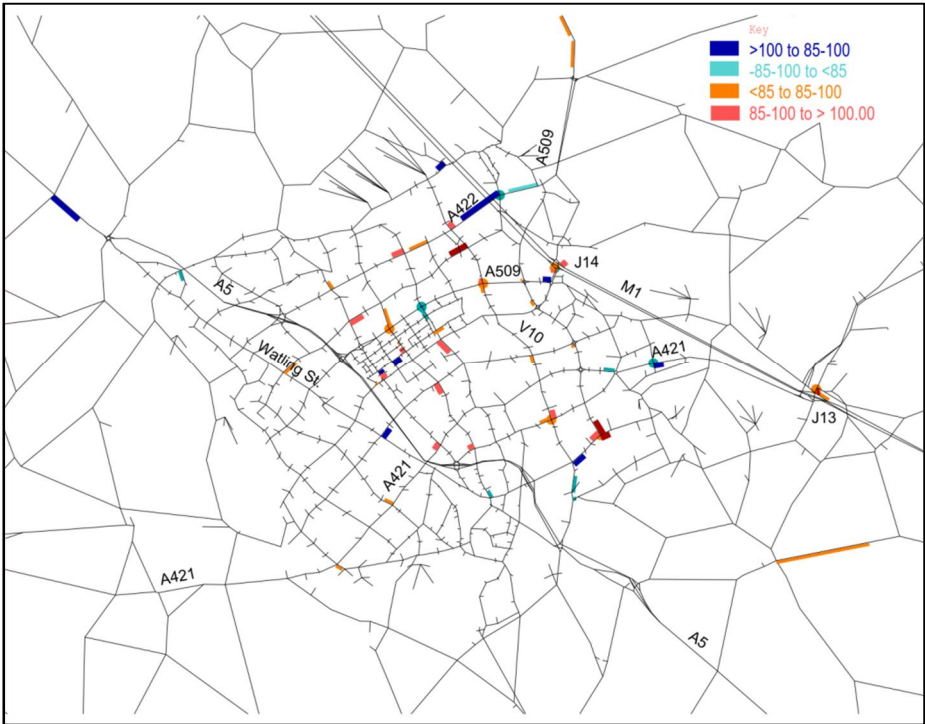 Key
>100 to 85-100
-85-100 to <85
<85 to 85-100
85-100 to > 100.00
A509
A422
J14
A509
M1
A5
V10
A421
Watling St.
J13
A421
A421
A5